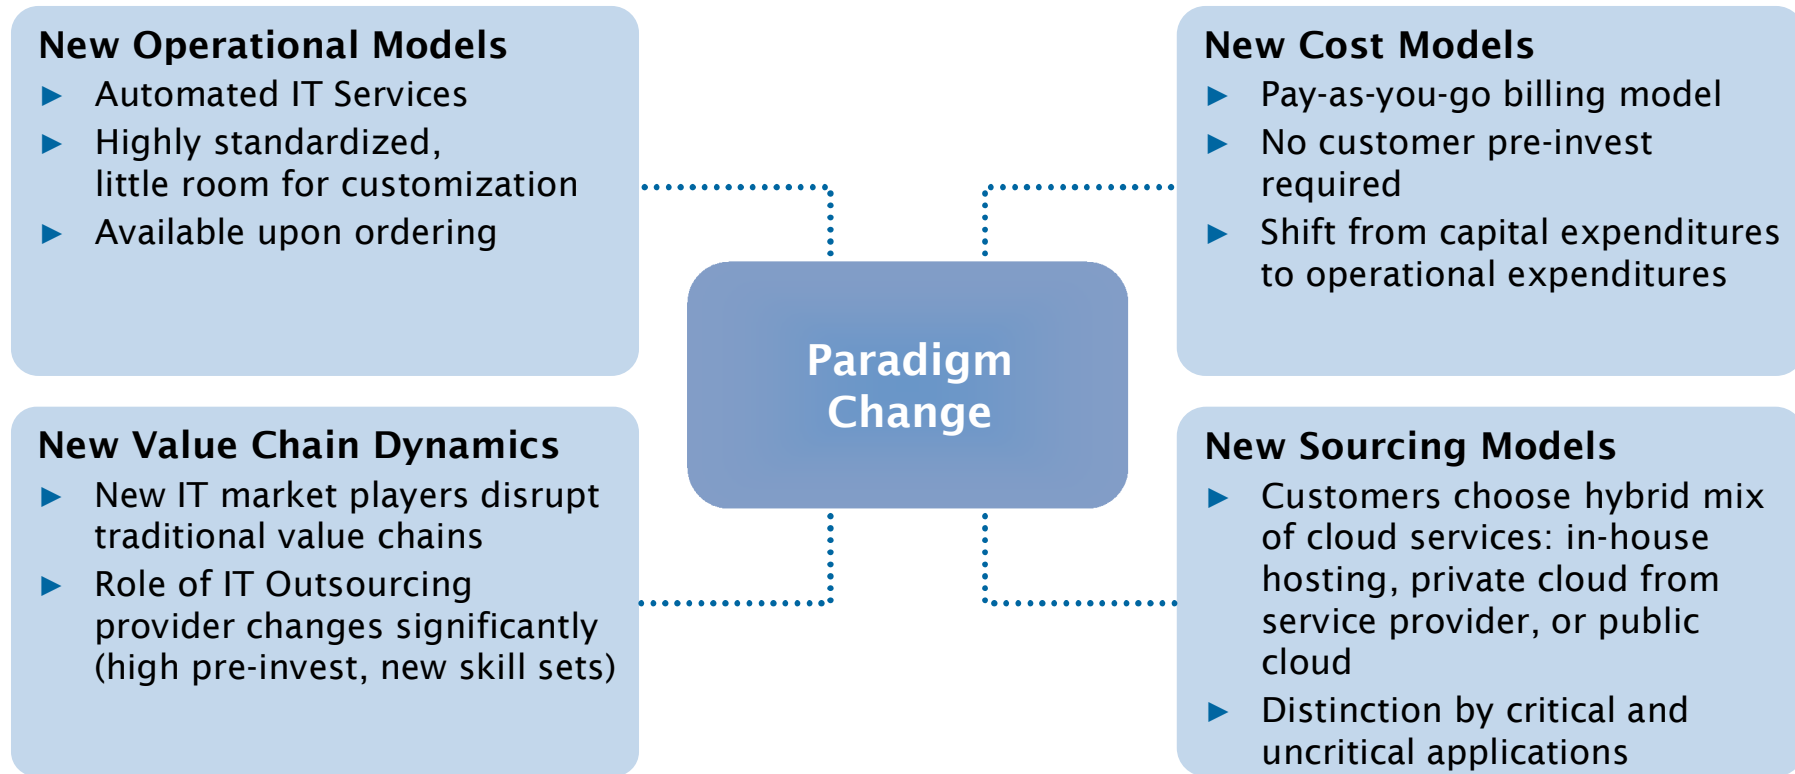 New Operational Models
► Automated IT Services
► Highly standardized,
little room for customization
► Available upon ordering
New Cost Models
► Pay-as-you-go billing model
► No customer pre-invest
required
► Shift from capital expenditures
to operational expenditures
Paradigm
Change
New Value Chain Dynamics
► New IT market players disrupt
traditional value chains
► Role of IT Outsourcing
provider changes significantly
(high pre-invest, new skill sets)
New Sourcing Models
► Customers choose hybrid mix
of cloud services: in-house
hosting, private cloud from
service provider, or public
cloud
► Distinction by critical and
uncritical applications